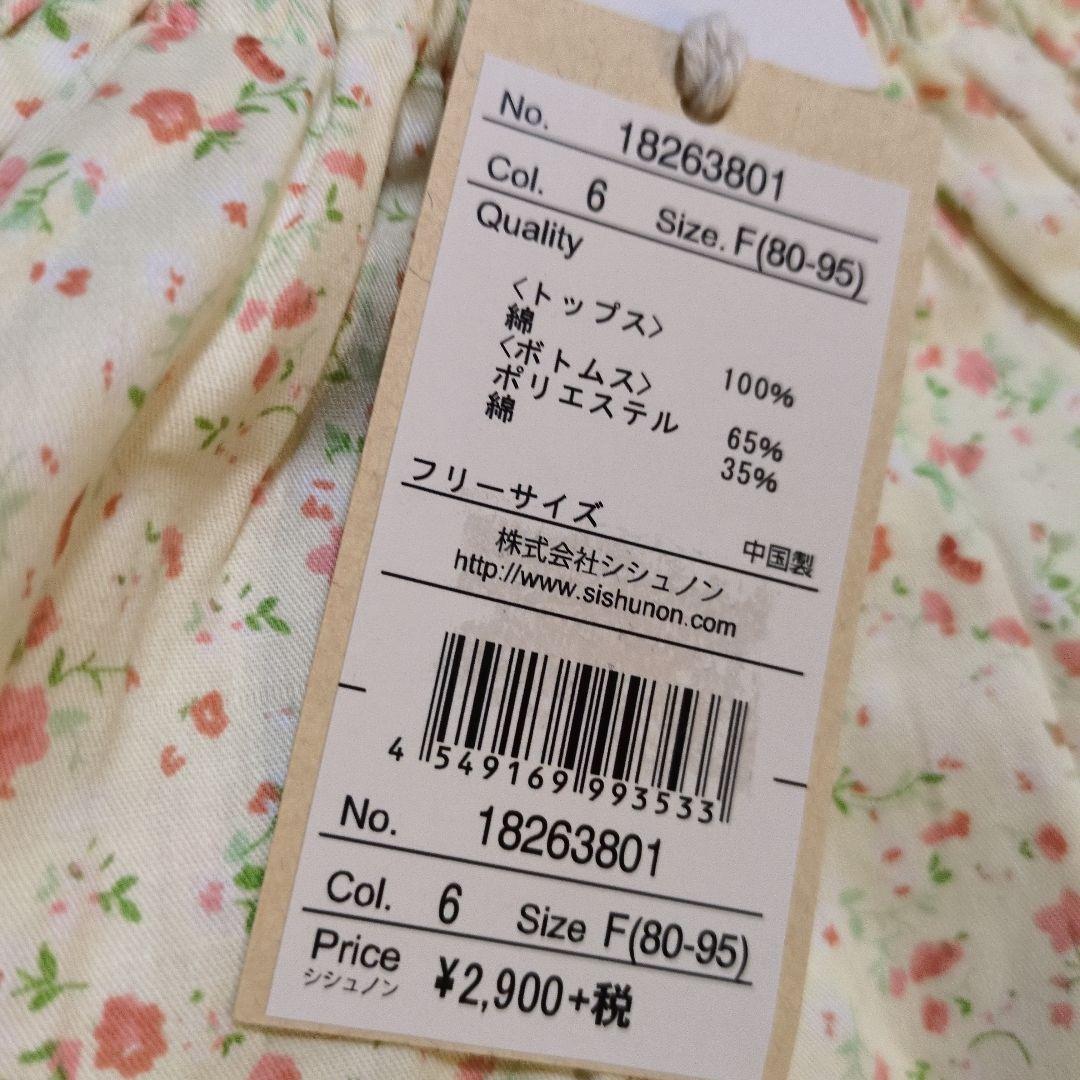 No. 18263801
Col. 6 Size. F(80-95)
Quality
〈トップス〉
綿 100%
〈ボトムス〉
ポリエステル 65%
綿 35%
フリーサイズ
中国製
株式会社シシュノン
http://www.sishunon.com
4 549169 993533
No. 18263801
Col. 6 Size F(80-95)
Price ¥2,900+税
シシュノン